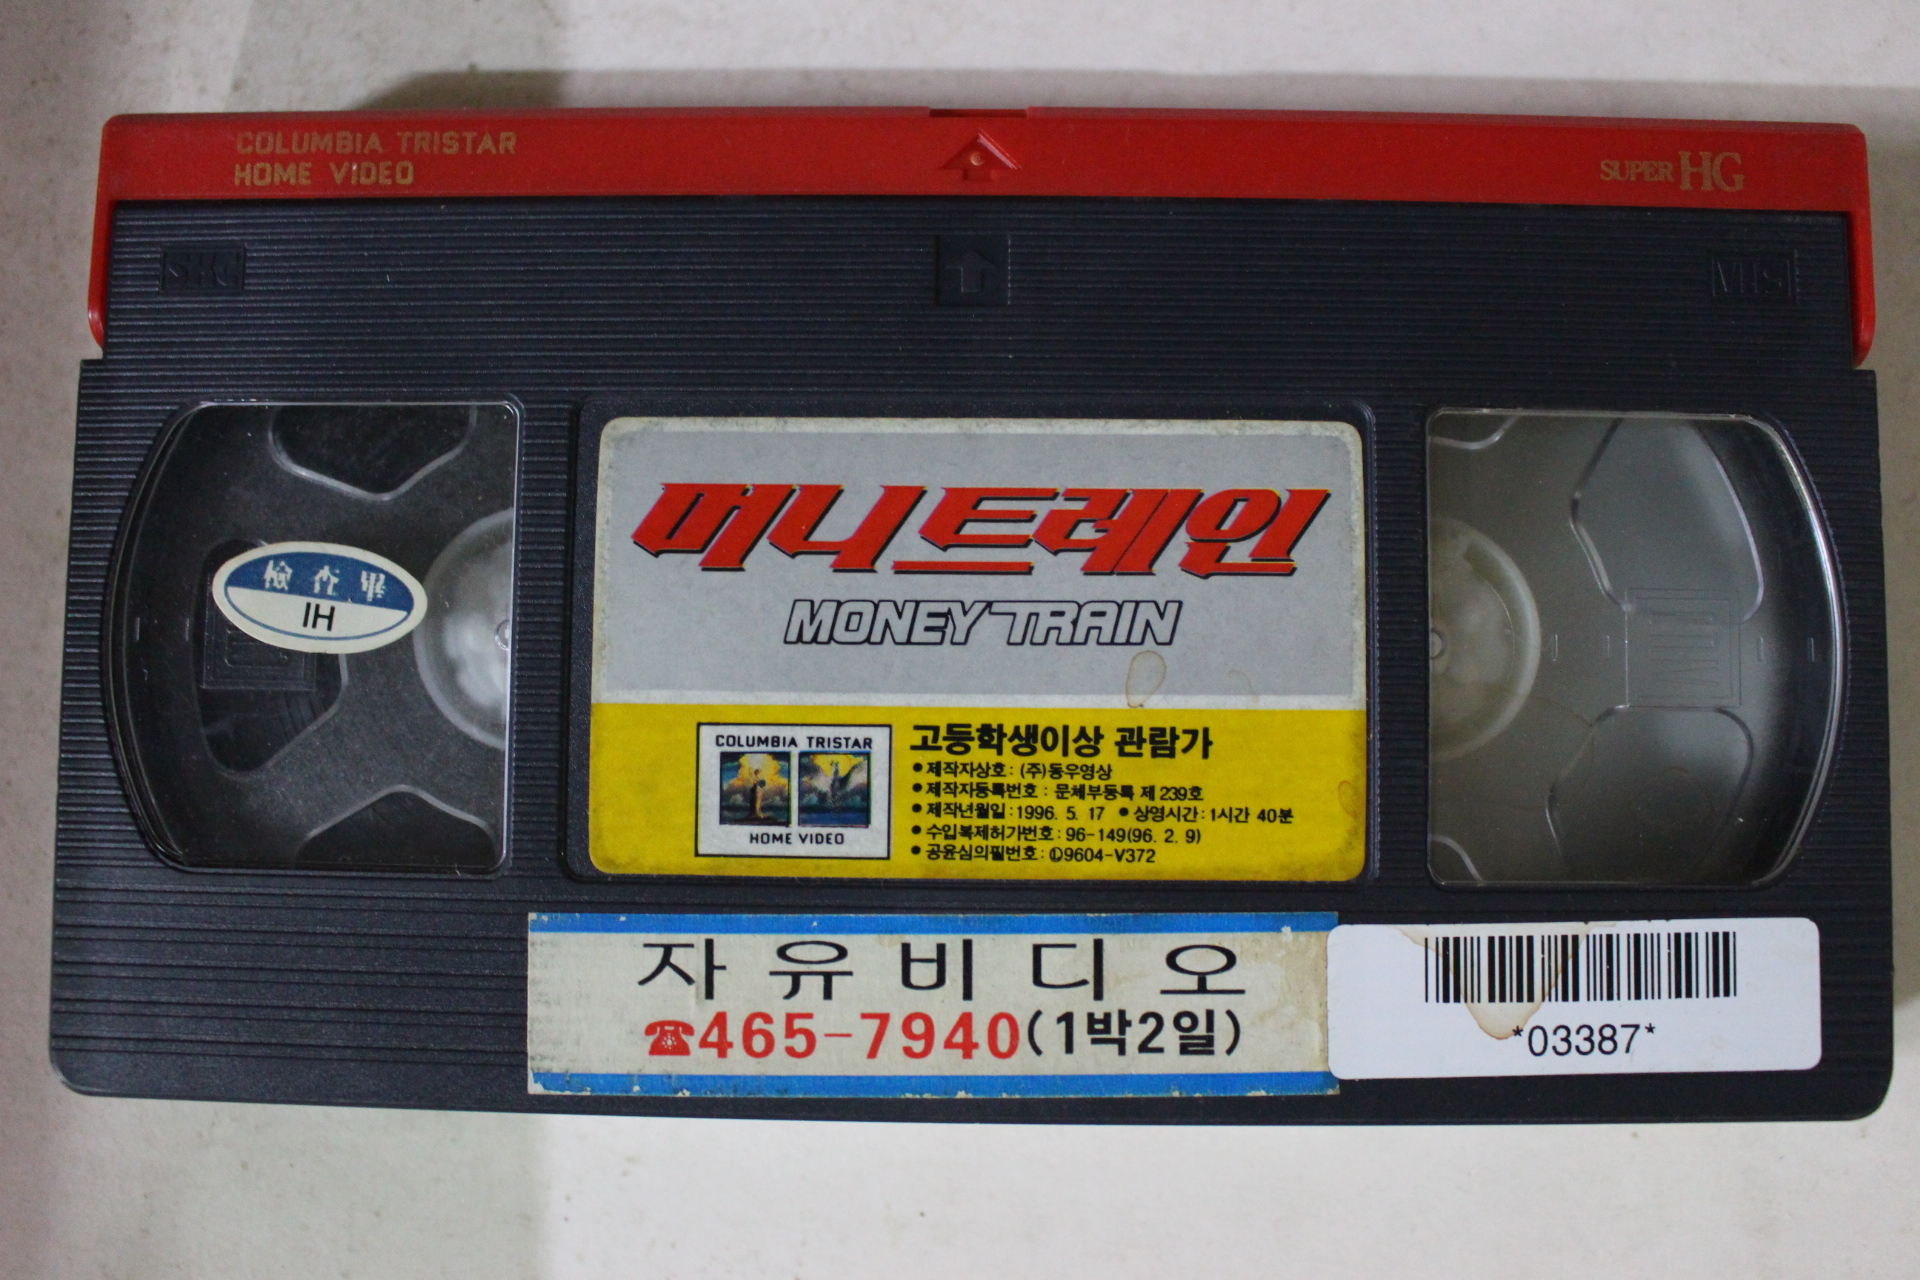 COLUMBIA TRISTAR
HOME VIDEO
SUPER HG
SKC
VHS
檢査畢
IH
머니트레인
MONEY TRAIN
COLUMBIA TRISTAR
HOME VIDEO
고등학생이상 관람가
● 제작자상호 : (주)동우영상
● 제작자등록번호 : 문체부등록 제 239호
● 제작년월일 : 1996. 5. 17 ● 상영시간 : 1시간 40분
● 수입복제허가번호 : 96-149(96. 2. 9)
● 공윤심의필번호 : ⓛ9604-V372
자유비디오
☎465-7940(1박2일)
*03387*